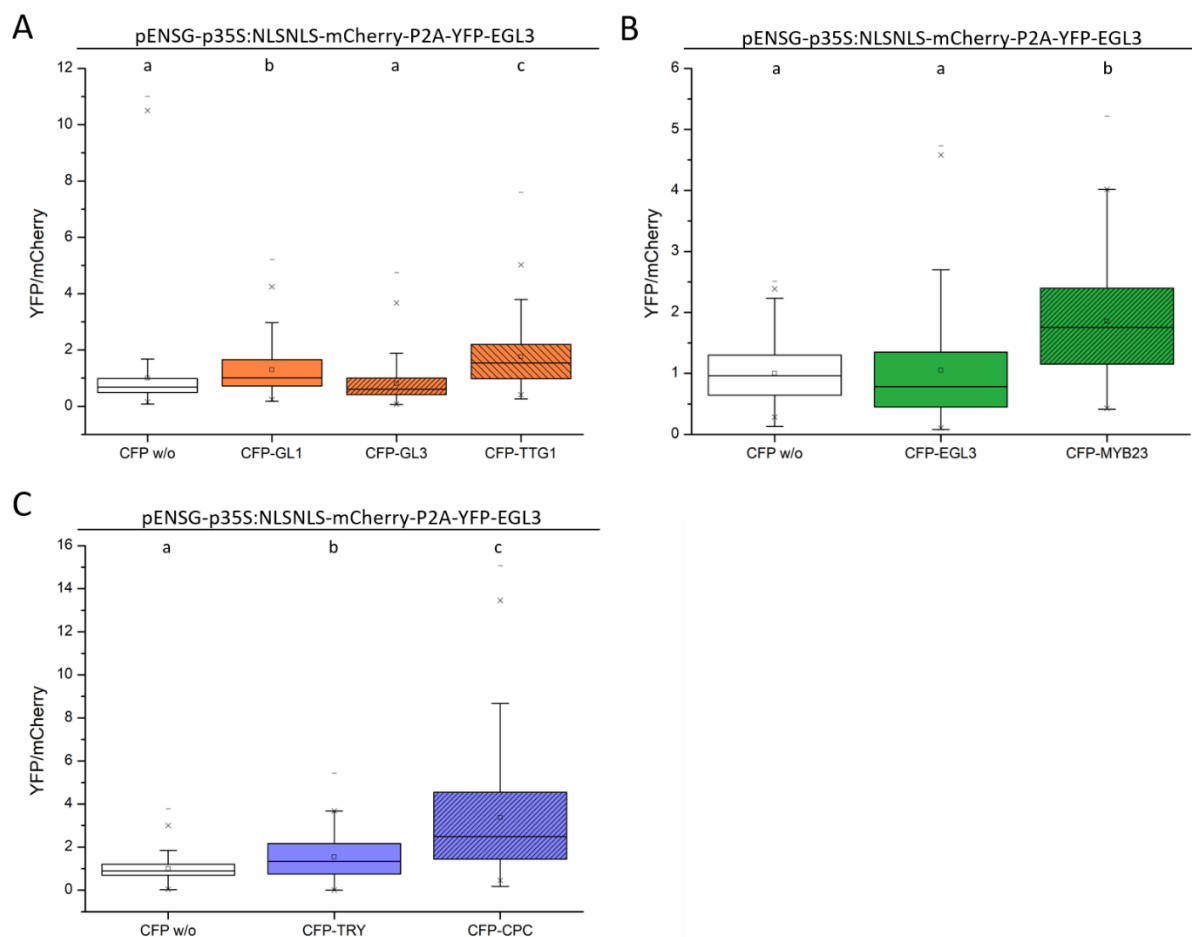 A
pENSG-p35S:NLSNLS-mCherry-P2A-YFP-EGL3
a b a c
12
10
8
6
4
2
0
YFP/mCherry
CFP w/o CFP-GL1 CFP-GL3 CFP-TTG1
B
pENSG-p35S:NLSNLS-mCherry-P2A-YFP-EGL3
a a b
6
5
4
3
2
1
0
YFP/mCherry
CFP w/o CFP-EGL3 CFP-MYB23
C
pENSG-p35S:NLSNLS-mCherry-P2A-YFP-EGL3
a b c
16
14
12
10
8
6
4
2
0
YFP/mCherry
CFP w/o CFP-TRY CFP-CPC